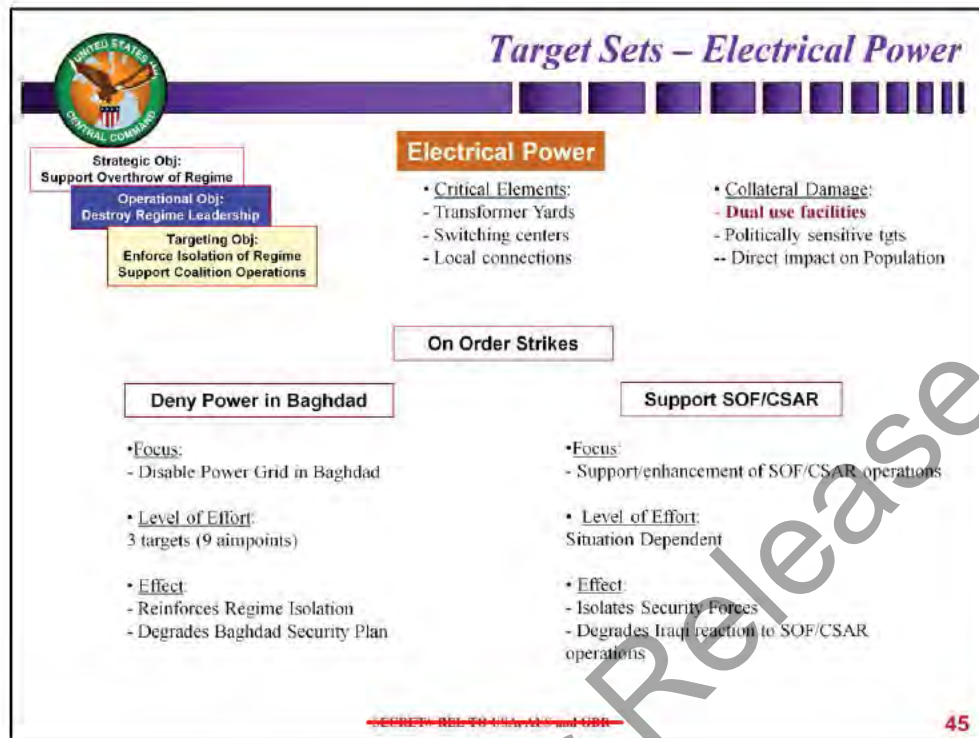 Target Sets – Electrical Power
UNITED STATES
CENTRAL COMMAND
Strategic Obj:
Support Overthrow of Regime
Operational Obj:
Destroy Regime Leadership
Targeting Obj:
Enforce Isolation of Regime
Support Coalition Operations
Electrical Power
• Critical Elements:
- Transformer Yards
- Switching centers
- Local connections
• Collateral Damage:
- Dual use facilities
- Politically sensitive tgts
-- Direct impact on Population
On Order Strikes
Deny Power in Baghdad
•Focus:
- Disable Power Grid in Baghdad
• Level of Effort:
3 targets (9 aimpoints)
• Effect:
- Reinforces Regime Isolation
- Degrades Baghdad Security Plan
Support SOF/CSAR
•Focus:
- Support/enhancement of SOF/CSAR operations
• Level of Effort:
Situation Dependent
• Effect:
- Isolates Security Forces
- Degrades Iraqi reaction to SOF/CSAR
operations
REL TO and GBR
45
Release